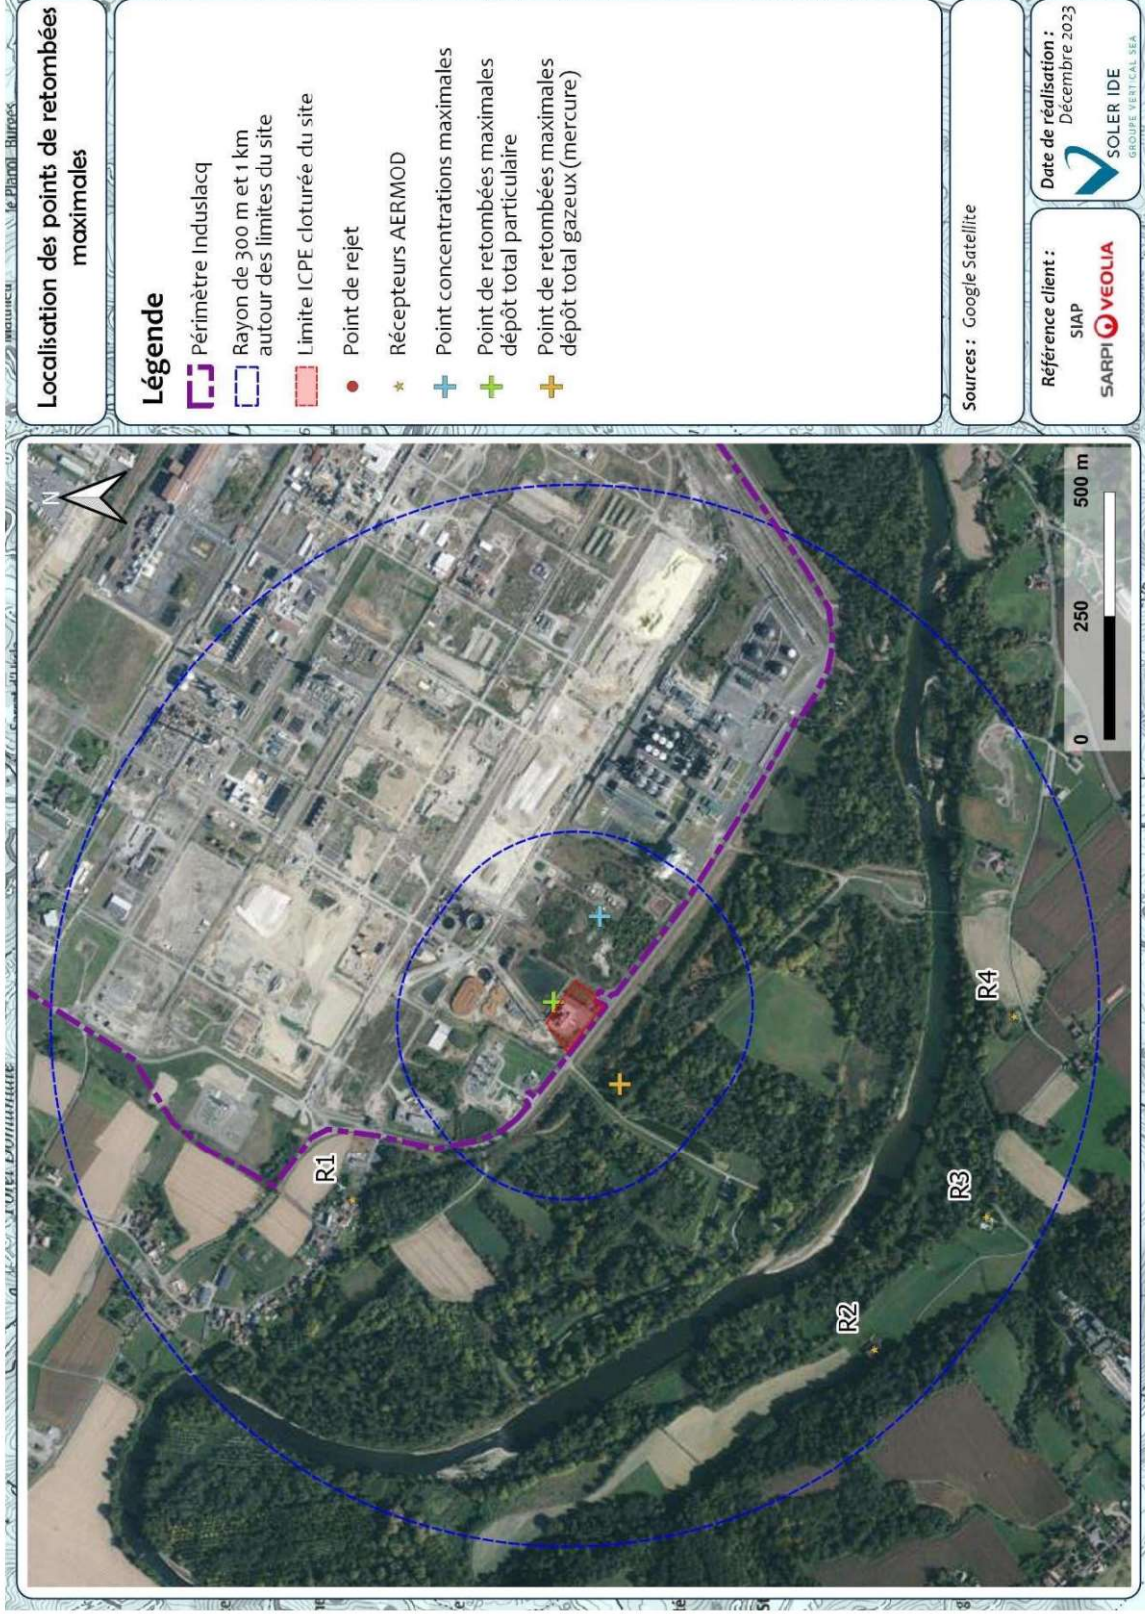 Localisation des points de retombées
maximales
Légende
Périmètre Induslacq
Rayon de 300 m et 1 km
autour des limites du site
Limite ICPE cloturée du site
Point de rejet
Récepteurs AERMOD
Point concentrations maximales
Point de retombées maximales
dépôt total particulaire
Point de retombées maximales
dépôt total gazeux (mercure)
Sources : Google Satellite
Référence client :
SIAP
SARPI VEOLIA
Date de réalisation :
Décembre 2023
SOLER IDE
GROUPE VERTICAL SEA
N
R1
R2
R3
R4
0 250 500 m